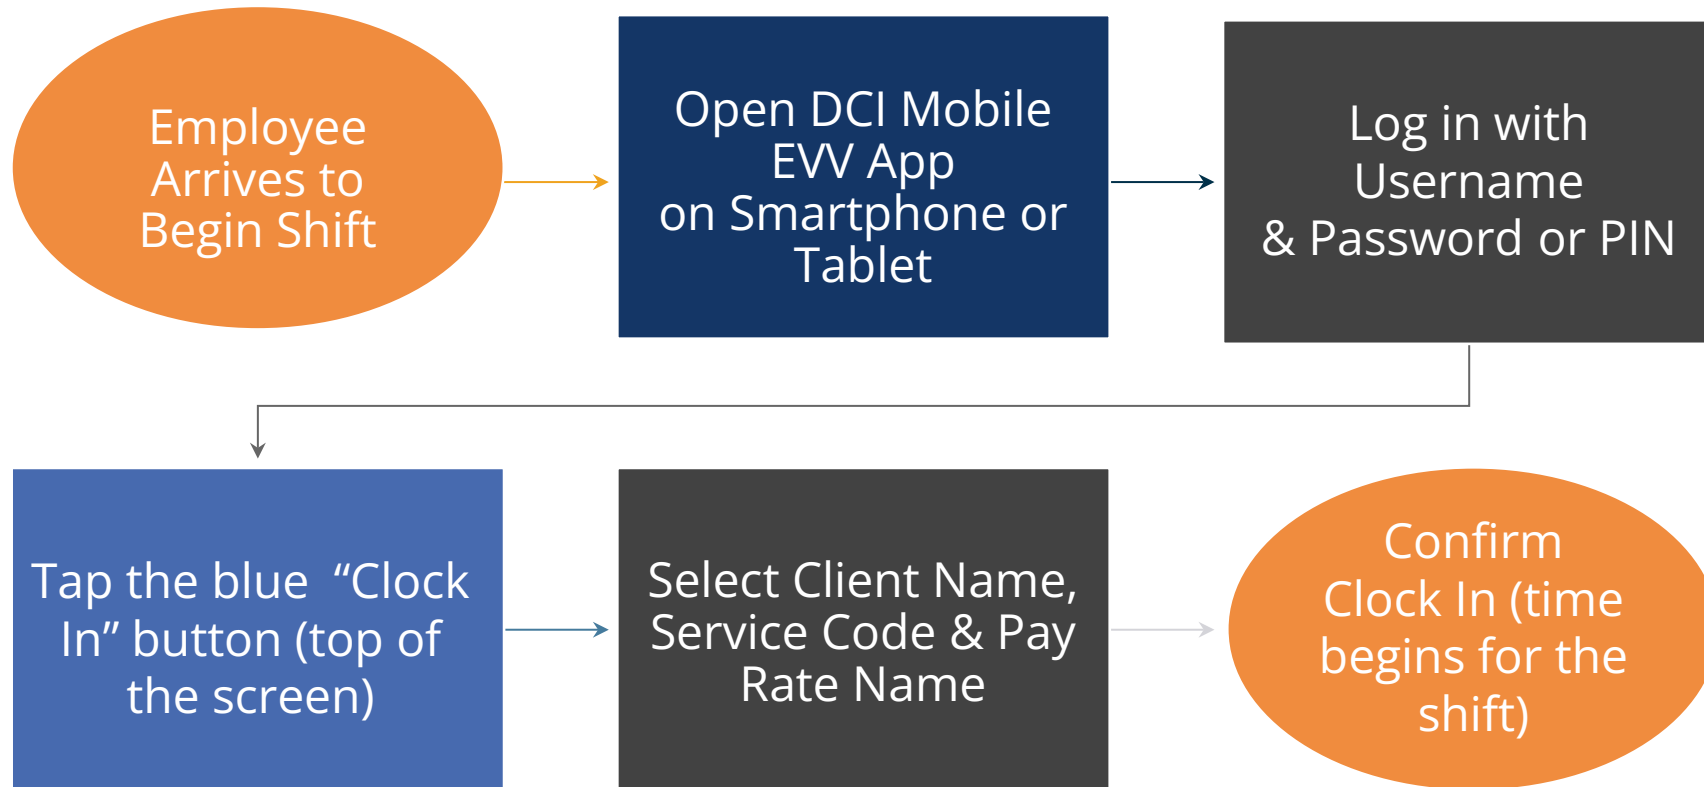 Employee
Arrives to
Begin Shift
Open DCI Mobile
EVV App
on Smartphone or
Tablet
Log in with
Username
& Password or PIN
Tap the blue  “Clock
In” button (top of
the screen)
Select Client Name,
Service Code & Pay
Rate Name
Confirm
Clock In (time
begins for the
shift)